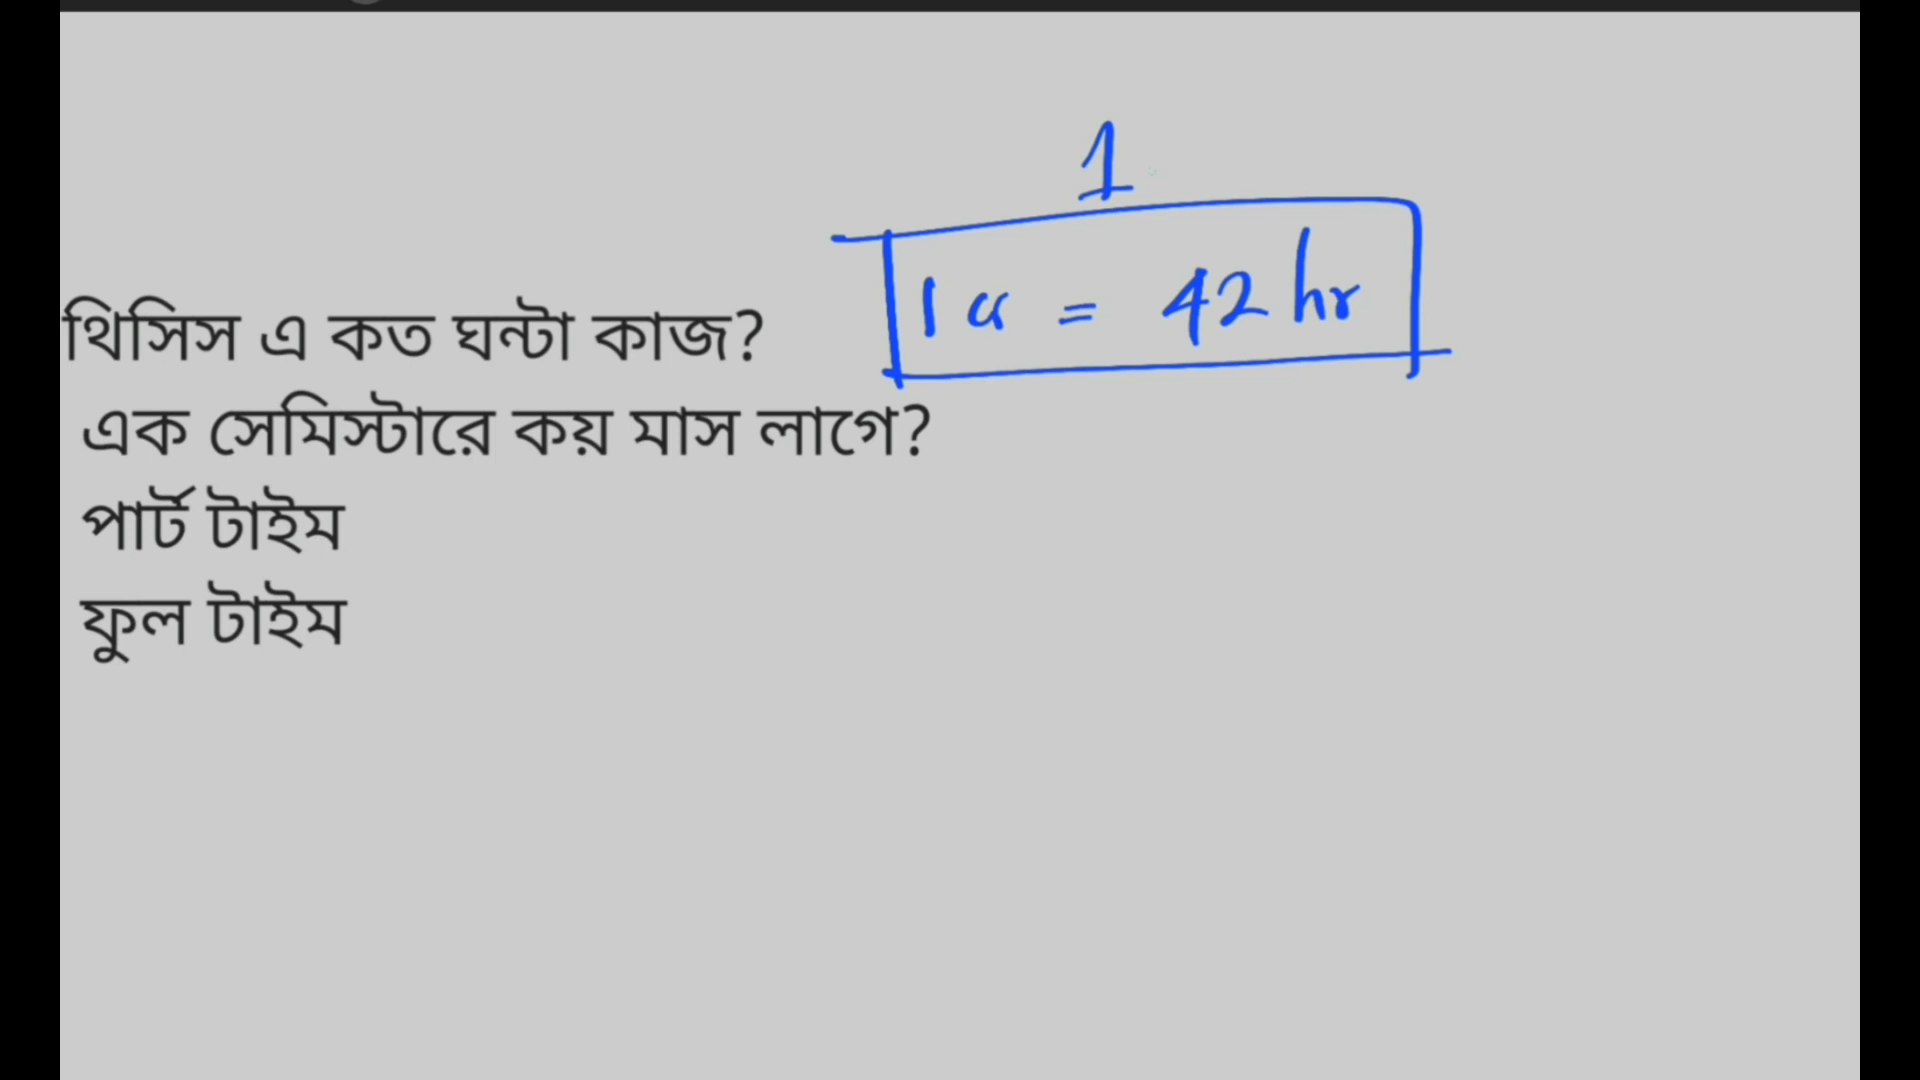 1
1 cr = 42 hr
থিসিস এ কত ঘন্টা কাজ?
এক সেমিস্টারে কয় মাস লাগে?
পার্ট টাইম
ফুল টাইম